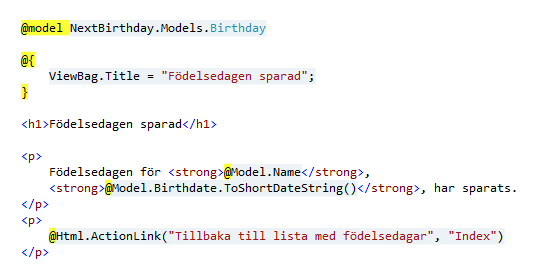 @model NextBirthday.Models.Birthday
@{
ViewBag.Title = "Födelsedagen sparad";
}
<h1>Födelsedagen sparad</h1>
<p>
Födelsedagen för <strong>@Model.Name</strong>,
<strong>@Model.Birthdate.ToShortDateString()</strong>, har sparats.
</p>
<p>
@Html.ActionLink("Tillbaka till lista med födelsedagar", "Index")
</p>